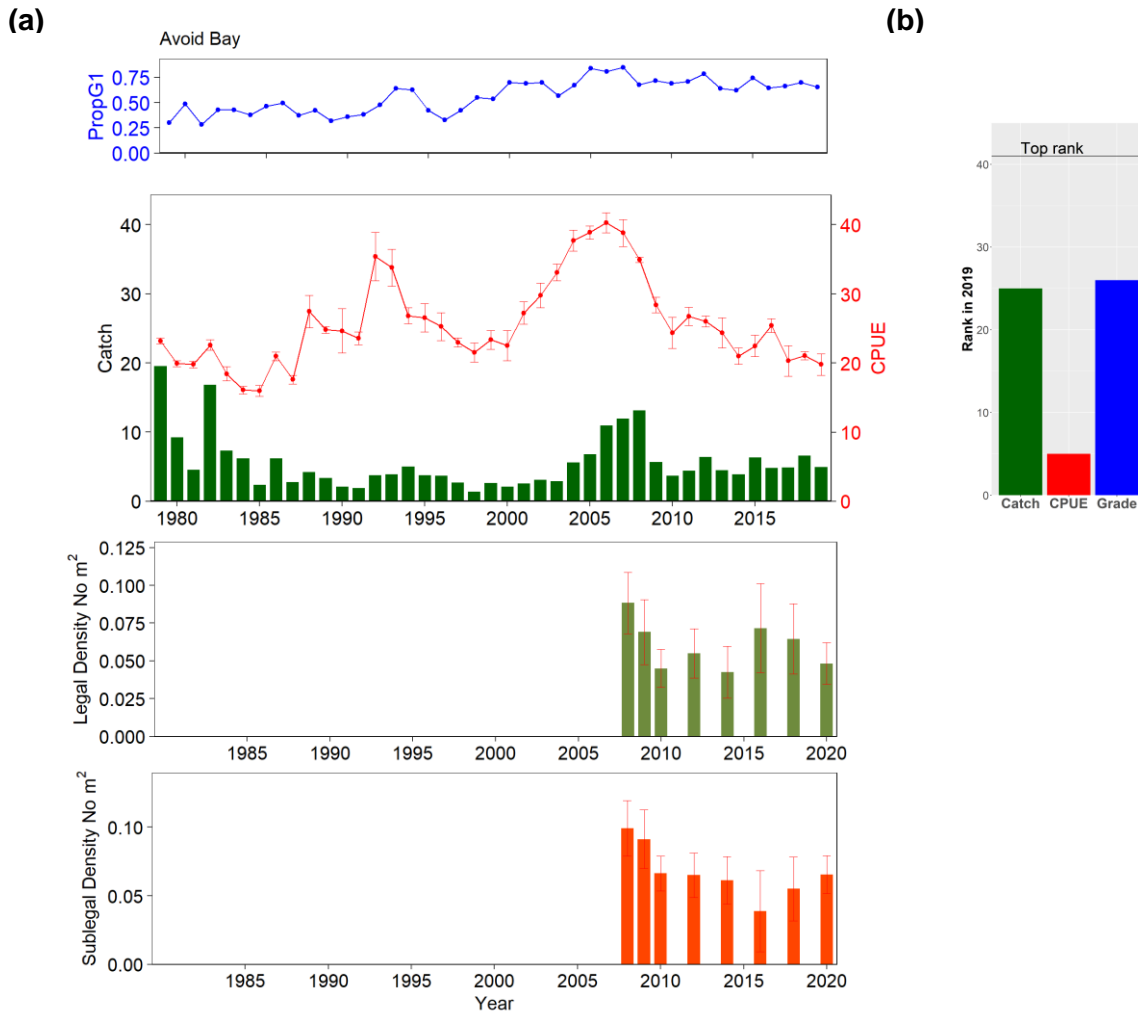 (a)
(b)
Avoid Bay
PropG1
0.75
0.50
0.25
0.00
Catch
40
30
20
10
0
40
30
20
10
0
CPUE
1980 1985 1990 1995 2000 2005 2010 2015
Legal Density No m²
0.125
0.100
0.075
0.050
0.025
0.000
1985 1990 1995 2000 2005 2010 2015 2020
Sublegal Density No m²
0.10
0.05
0.00
1985 1990 1995 2000 2005 2010 2015 2020
Year
Top rank
Rank in 2019
40
30
20
10
0
Catch CPUE Grade